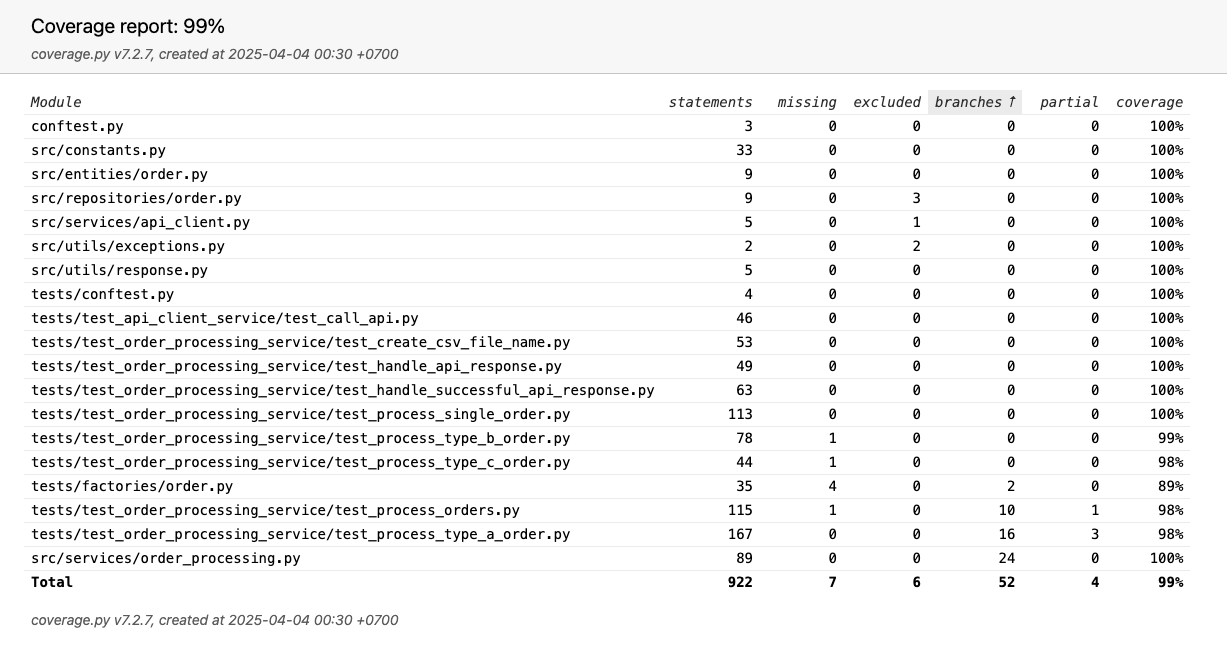 Coverage report: 99%
coverage.py v7.2.7, created at 2025-04-04 00:30 +0700
Module statements missing excluded branches ↑ partial coverage
conftest.py 3 0 0 0 0 100%
src/constants.py 33 0 0 0 0 100%
src/entities/order.py 9 0 0 0 0 100%
src/repositories/order.py 9 0 3 0 0 100%
src/services/api_client.py 5 0 1 0 0 100%
src/utils/exceptions.py 2 0 2 0 0 100%
src/utils/response.py 5 0 0 0 0 100%
tests/conftest.py 4 0 0 0 0 100%
tests/test_api_client_service/test_call_api.py 46 0 0 0 0 100%
tests/test_order_processing_service/test_create_csv_file_name.py 53 0 0 0 0 100%
tests/test_order_processing_service/test_handle_api_response.py 49 0 0 0 0 100%
tests/test_order_processing_service/test_handle_successful_api_response.py 63 0 0 0 0 100%
tests/test_order_processing_service/test_process_single_order.py 113 0 0 0 0 100%
tests/test_order_processing_service/test_process_type_b_order.py 78 1 0 0 0 99%
tests/test_order_processing_service/test_process_type_c_order.py 44 1 0 0 0 98%
tests/factories/order.py 35 4 0 2 0 89%
tests/test_order_processing_service/test_process_orders.py 115 1 0 10 1 98%
tests/test_order_processing_service/test_process_type_a_order.py 167 0 0 16 3 98%
src/services/order_processing.py 89 0 0 24 0 100%
Total 922 7 6 52 4 99%
coverage.py v7.2.7, created at 2025-04-04 00:30 +0700